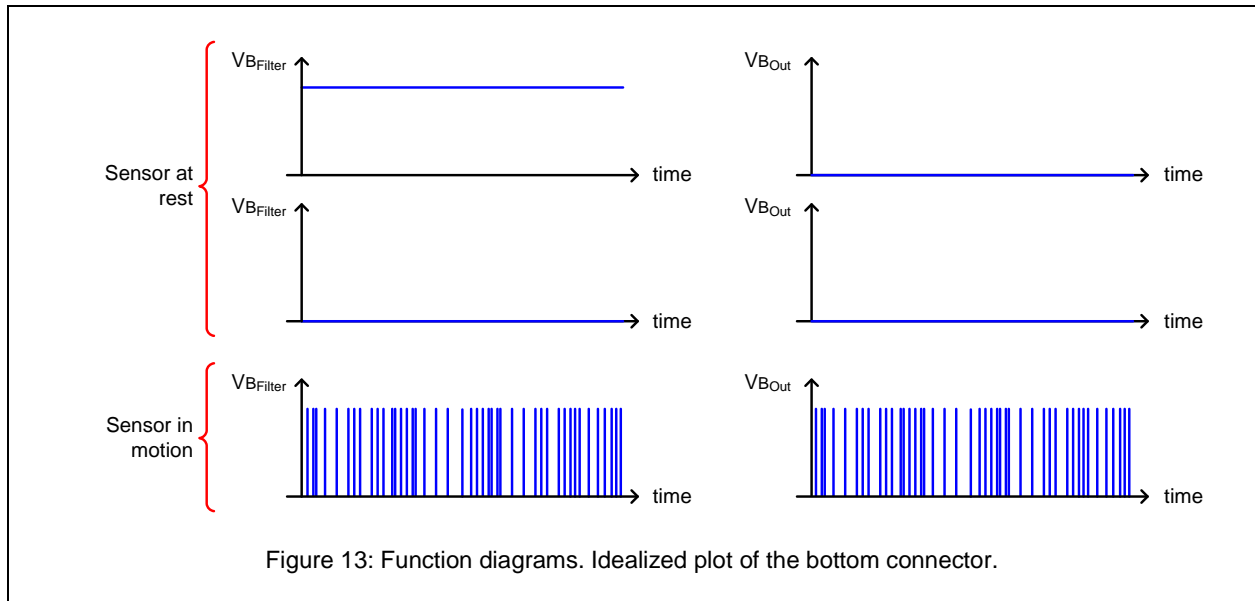 VBFilter
VBOut
Sensor at
rest
time
time
VBFilter
VBOut
time
time
Sensor in
motion
VBFilter
VBOut
time
time
Figure 13: Function diagrams. Idealized plot of the bottom connector.